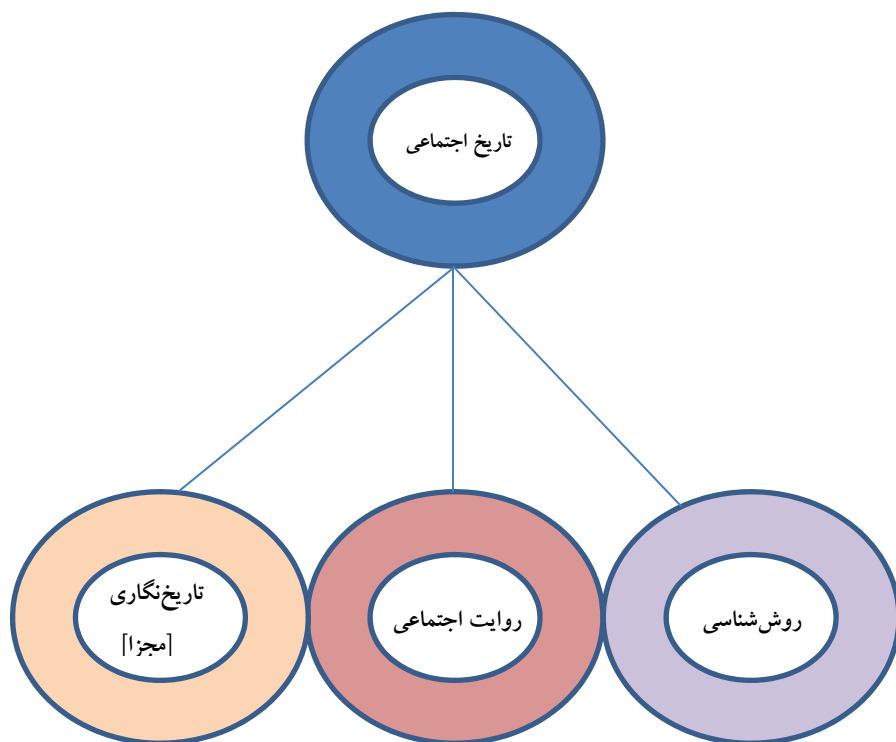 تاریخ اجتماعی
روش‌شناسی
روایت اجتماعی
تاریخ‌نگاری
[مجزا]